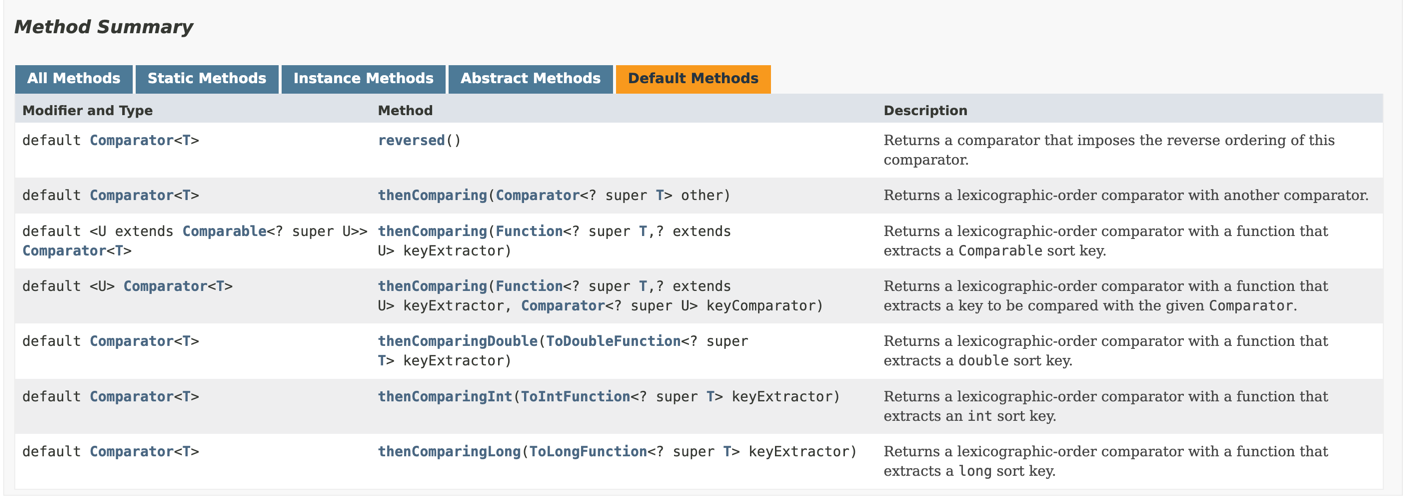 Method Summary
All Methods Static Methods Instance Methods Abstract Methods Default Methods
Modifier and Type Method Description
default Comparator<T> reversed() Returns a comparator that imposes the reverse ordering of this
comparator.
default Comparator<T> thenComparing(Comparator<? super T> other) Returns a lexicographic-order comparator with another comparator.
default <U extends Comparable<? super U>> thenComparing(Function<? super T,? extends Returns a lexicographic-order comparator with a function that
Comparator<T> U> keyExtractor) extracts a Comparable sort key.
default <U> Comparator<T> thenComparing(Function<? super T,? extends Returns a lexicographic-order comparator with a function that
U> keyExtractor, Comparator<? super U> keyComparator) extracts a key to be compared with the given Comparator.
default Comparator<T> thenComparingDouble(ToDoubleFunction<? super Returns a lexicographic-order comparator with a function that
T> keyExtractor) extracts a double sort key.
default Comparator<T> thenComparingInt(ToIntFunction<? super T> keyExtractor) Returns a lexicographic-order comparator with a function that
extracts an int sort key.
default Comparator<T> thenComparingLong(ToLongFunction<? super T> keyExtractor) Returns a lexicographic-order comparator with a function that
extracts a long sort key.